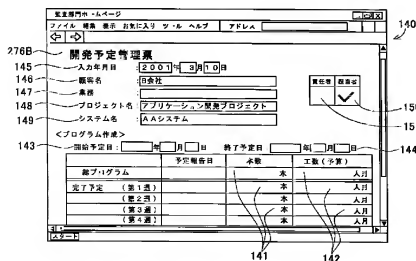 監査部門ホームページ
ファイル 編集 表示 お気に入り ツール ヘルプ アドレス
140
276B
開発予定管理票
145 入力年月日 2001年3月10日
146 顧客名 B会社
147 業務
148 プロジェクト名 アプリケーション開発プロジェクト
149 システム名 AAシステム
責任者 担当者
150
15
<プログラム作成>
143 開始予定日: 年 月 日 終了予定日 年 月 日 144
予定報告日 本数 工数(予算)
総プログラム 本 人月
完了予定 (第1週) 本 人月
(第2週) 本 人月
(第3週) 本 人月
(第4週) 本 人月
スタート
141 142